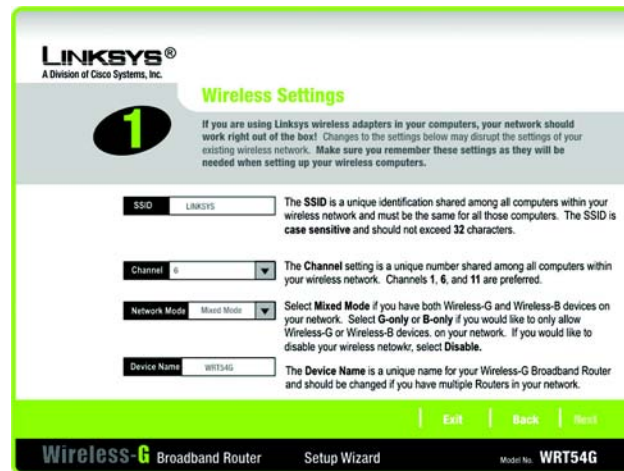 LINKSYS®
A Division of Cisco Systems, Inc.
Wireless Settings
1
If you are using Linksys wireless adapters in your computers, your network should
work right out of the box! Changes to the settings below may disrupt the settings of your
existing wireless network. Make sure you remember these settings as they will be
needed when setting up your wireless computers.
SSID LINKSYS
The SSID is a unique identification shared among all computers within your
wireless network and must be the same for all those computers. The SSID is
case sensitive and should not exceed 32 characters.
Channel 6
The Channel setting is a unique number shared among all computers within
your wireless network. Channels 1, 6, and 11 are preferred.
Network Mode Mixed Mode
Select Mixed Mode if you have both Wireless-G and Wireless-B devices on
your network. Select G-only or B-only if you would like to only allow
Wireless-G or Wireless-B devices. on your network. If you would like to
disable your wireless netowkr, select Disable.
Device Name WRT54G
The Device Name is a unique name for your Wireless-G Broadband Router
and should be changed if you have multiple Routers in your network.
Exit Back Next
Wireless-G Broadband Router Setup Wizard Model No. WRT54G